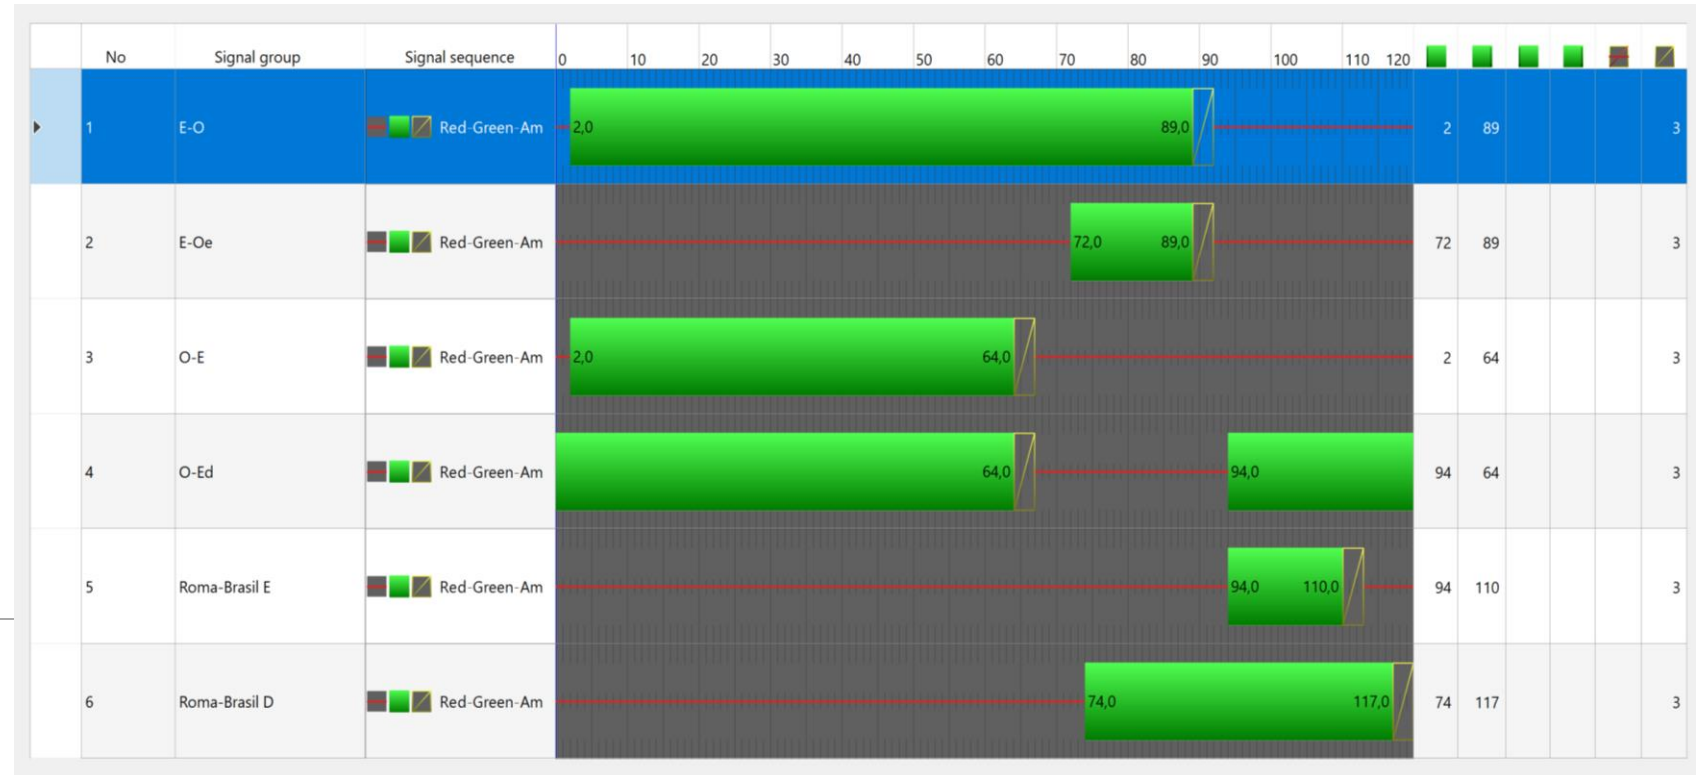 No Signal group Signal sequence 0 10 20 30 40 50 60 70 80 90 100 110 120
1 E-O Red-Green-Am 2,0 89,0 2 89 3
2 E-Oe Red-Green-Am 72,0 89,0 72 89 3
3 O-E Red-Green-Am 2,0 64,0 2 64 3
4 O-Ed Red-Green-Am 64,0 94,0 94 64 3
5 Roma-Brasil E Red-Green-Am 94,0 110,0 94 110 3
6 Roma-Brasil D Red-Green-Am 74,0 117,0 74 117 3